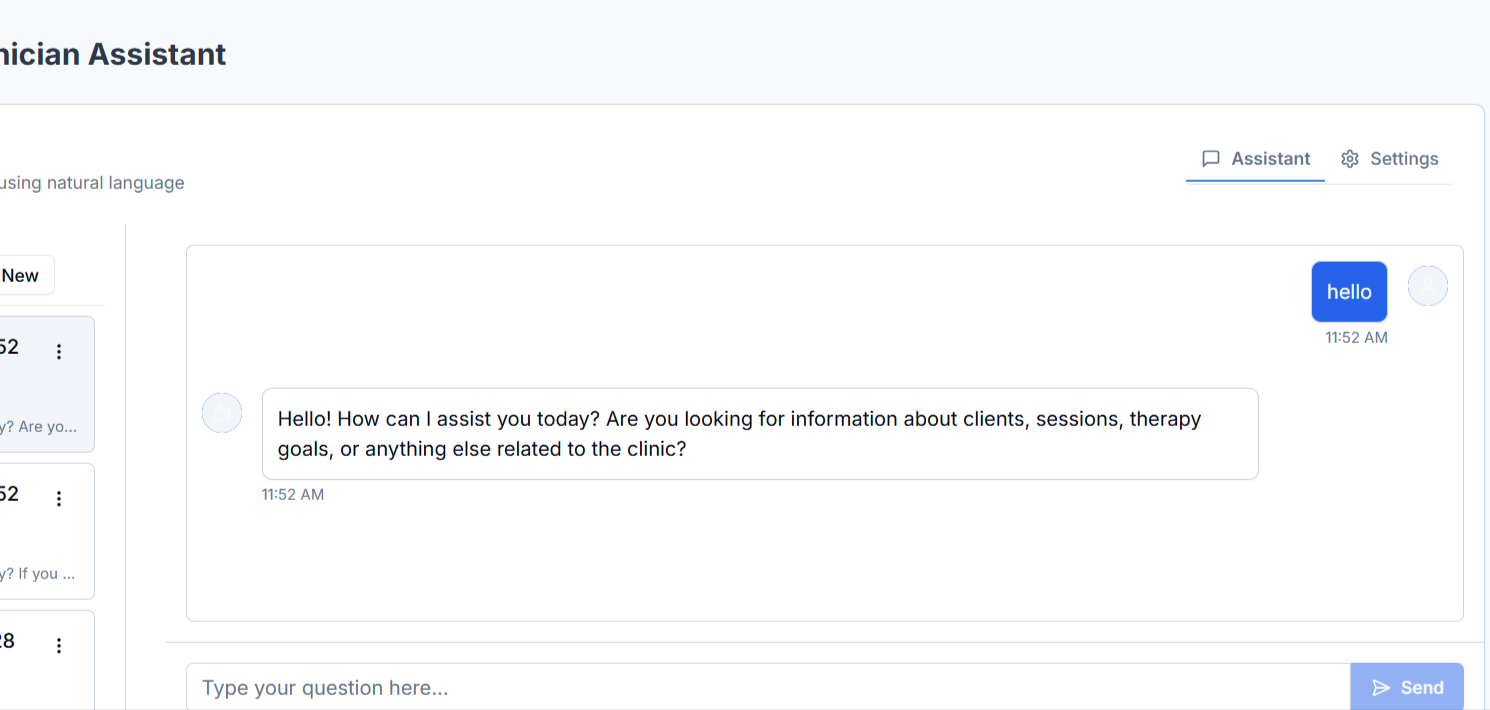 nician Assistant
using natural language
Assistant
Settings
New
52
y? Are yo...
52
y? If you ...
28
hello
11:52 AM
Hello! How can I assist you today? Are you looking for information about clients, sessions, therapy
goals, or anything else related to the clinic?
11:52 AM
Type your question here...
Send